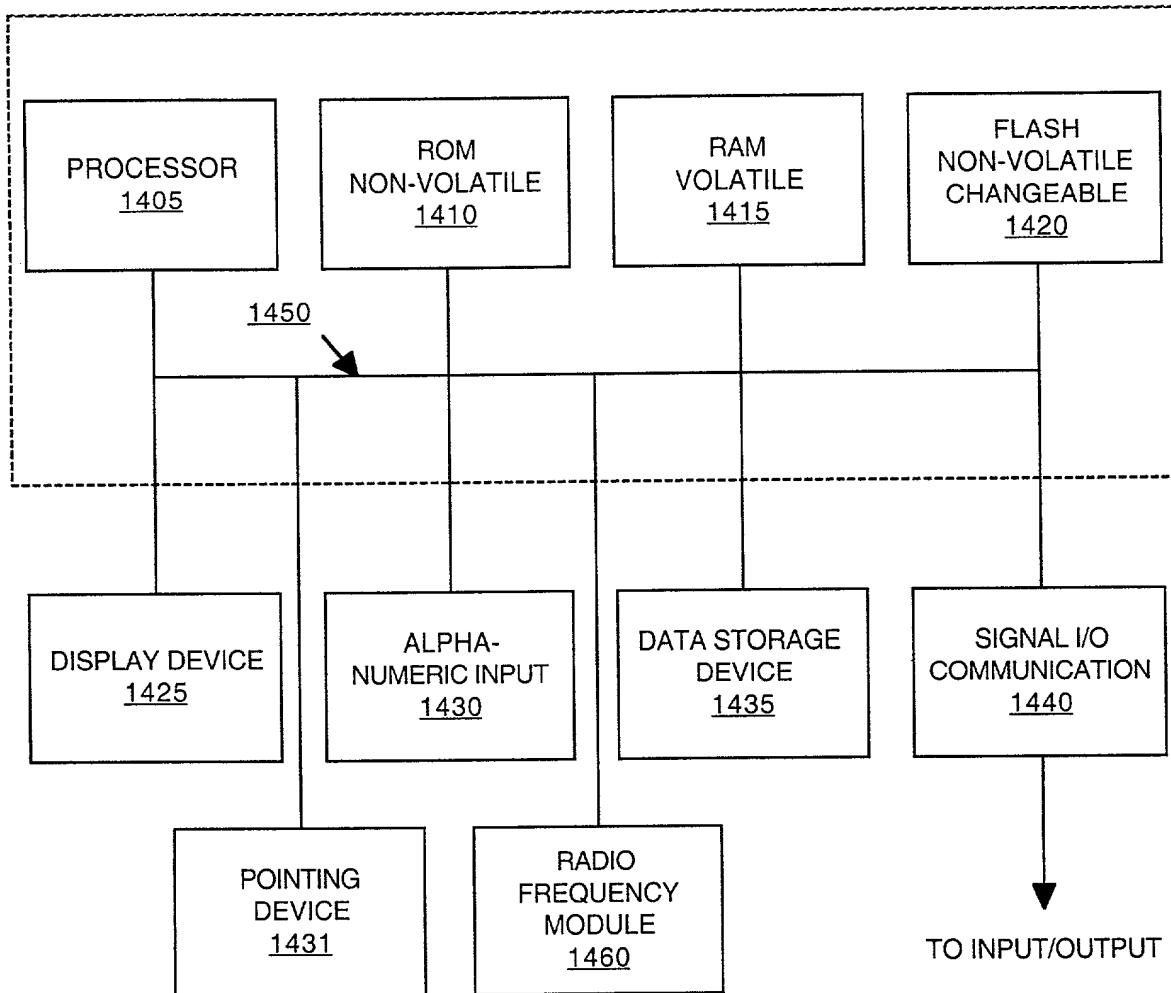 PROCESSOR
1405
ROM
NON-VOLATILE
1410
RAM
VOLATILE
1415
FLASH
NON-VOLATILE
CHANGEABLE
1420
1450
DISPLAY DEVICE
1425
ALPHA-
NUMERIC INPUT
1430
DATA STORAGE
DEVICE
1435
SIGNAL I/O
COMMUNICATION
1440
POINTING
DEVICE
1431
RADIO
FREQUENCY
MODULE
1460
TO INPUT/OUTPUT